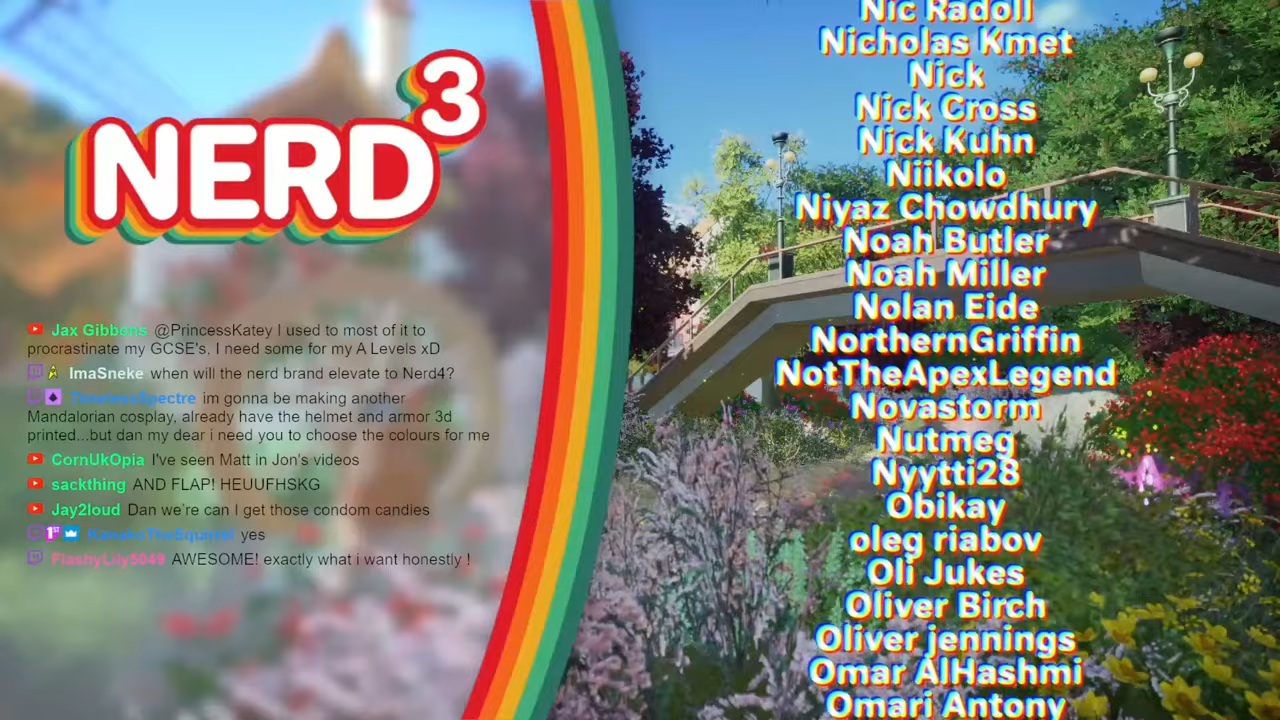 NERD3
Jax Gibbons @PrincessKatey I used to most of it to
procrastinate my GCSE's, I need some for my A Levels xD
ImaSneke when will the nerd brand elevate to Nerd4?
TimelessSpectre im gonna be making another
Mandalorian cosplay, already have the helmet and armor 3d
printed...but dan my dear i need you to choose the colours for me
CornUkOpia I've seen Matt in Jon's videos
sackthing AND FLAP! HEUUFHSKG
Jay2loud Dan we're can I get those condom candies
1st KanakoTheSquirrel yes
FlashyLily5049 AWESOME! exactly what i want honestly !
Nic Radoll
Nicholas Kmet
Nick
Nick Cross
Nick Kuhn
Niikolo
Niyaz Chowdhury
Noah Butler
Noah Miller
Nolan Eide
NorthernGriffin
NotTheApexLegend
Novastorm
Nutmeg
Nyytti28
Obikay
oleg riabov
Oli Jukes
Oliver Birch
Oliver jennings
Omar AlHashmi
Omari Antony